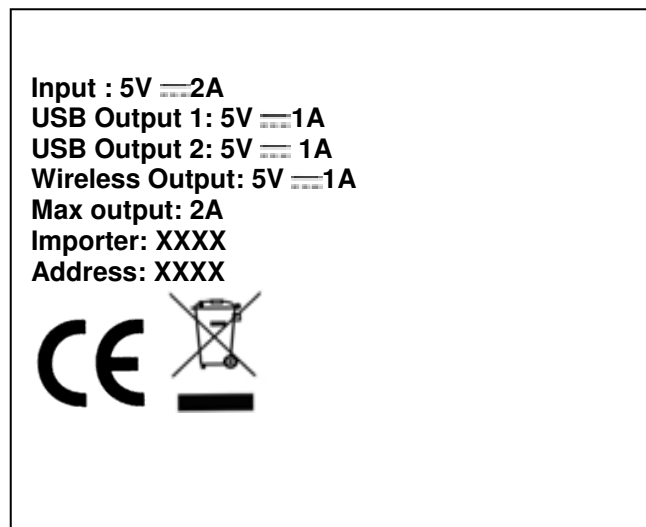 Input : 5V ⎓2A
USB Output 1: 5V ⎓1A
USB Output 2: 5V ⎓ 1A
Wireless Output: 5V ⎓1A
Max output: 2A
Importer: XXXX
Address: XXXX
CE